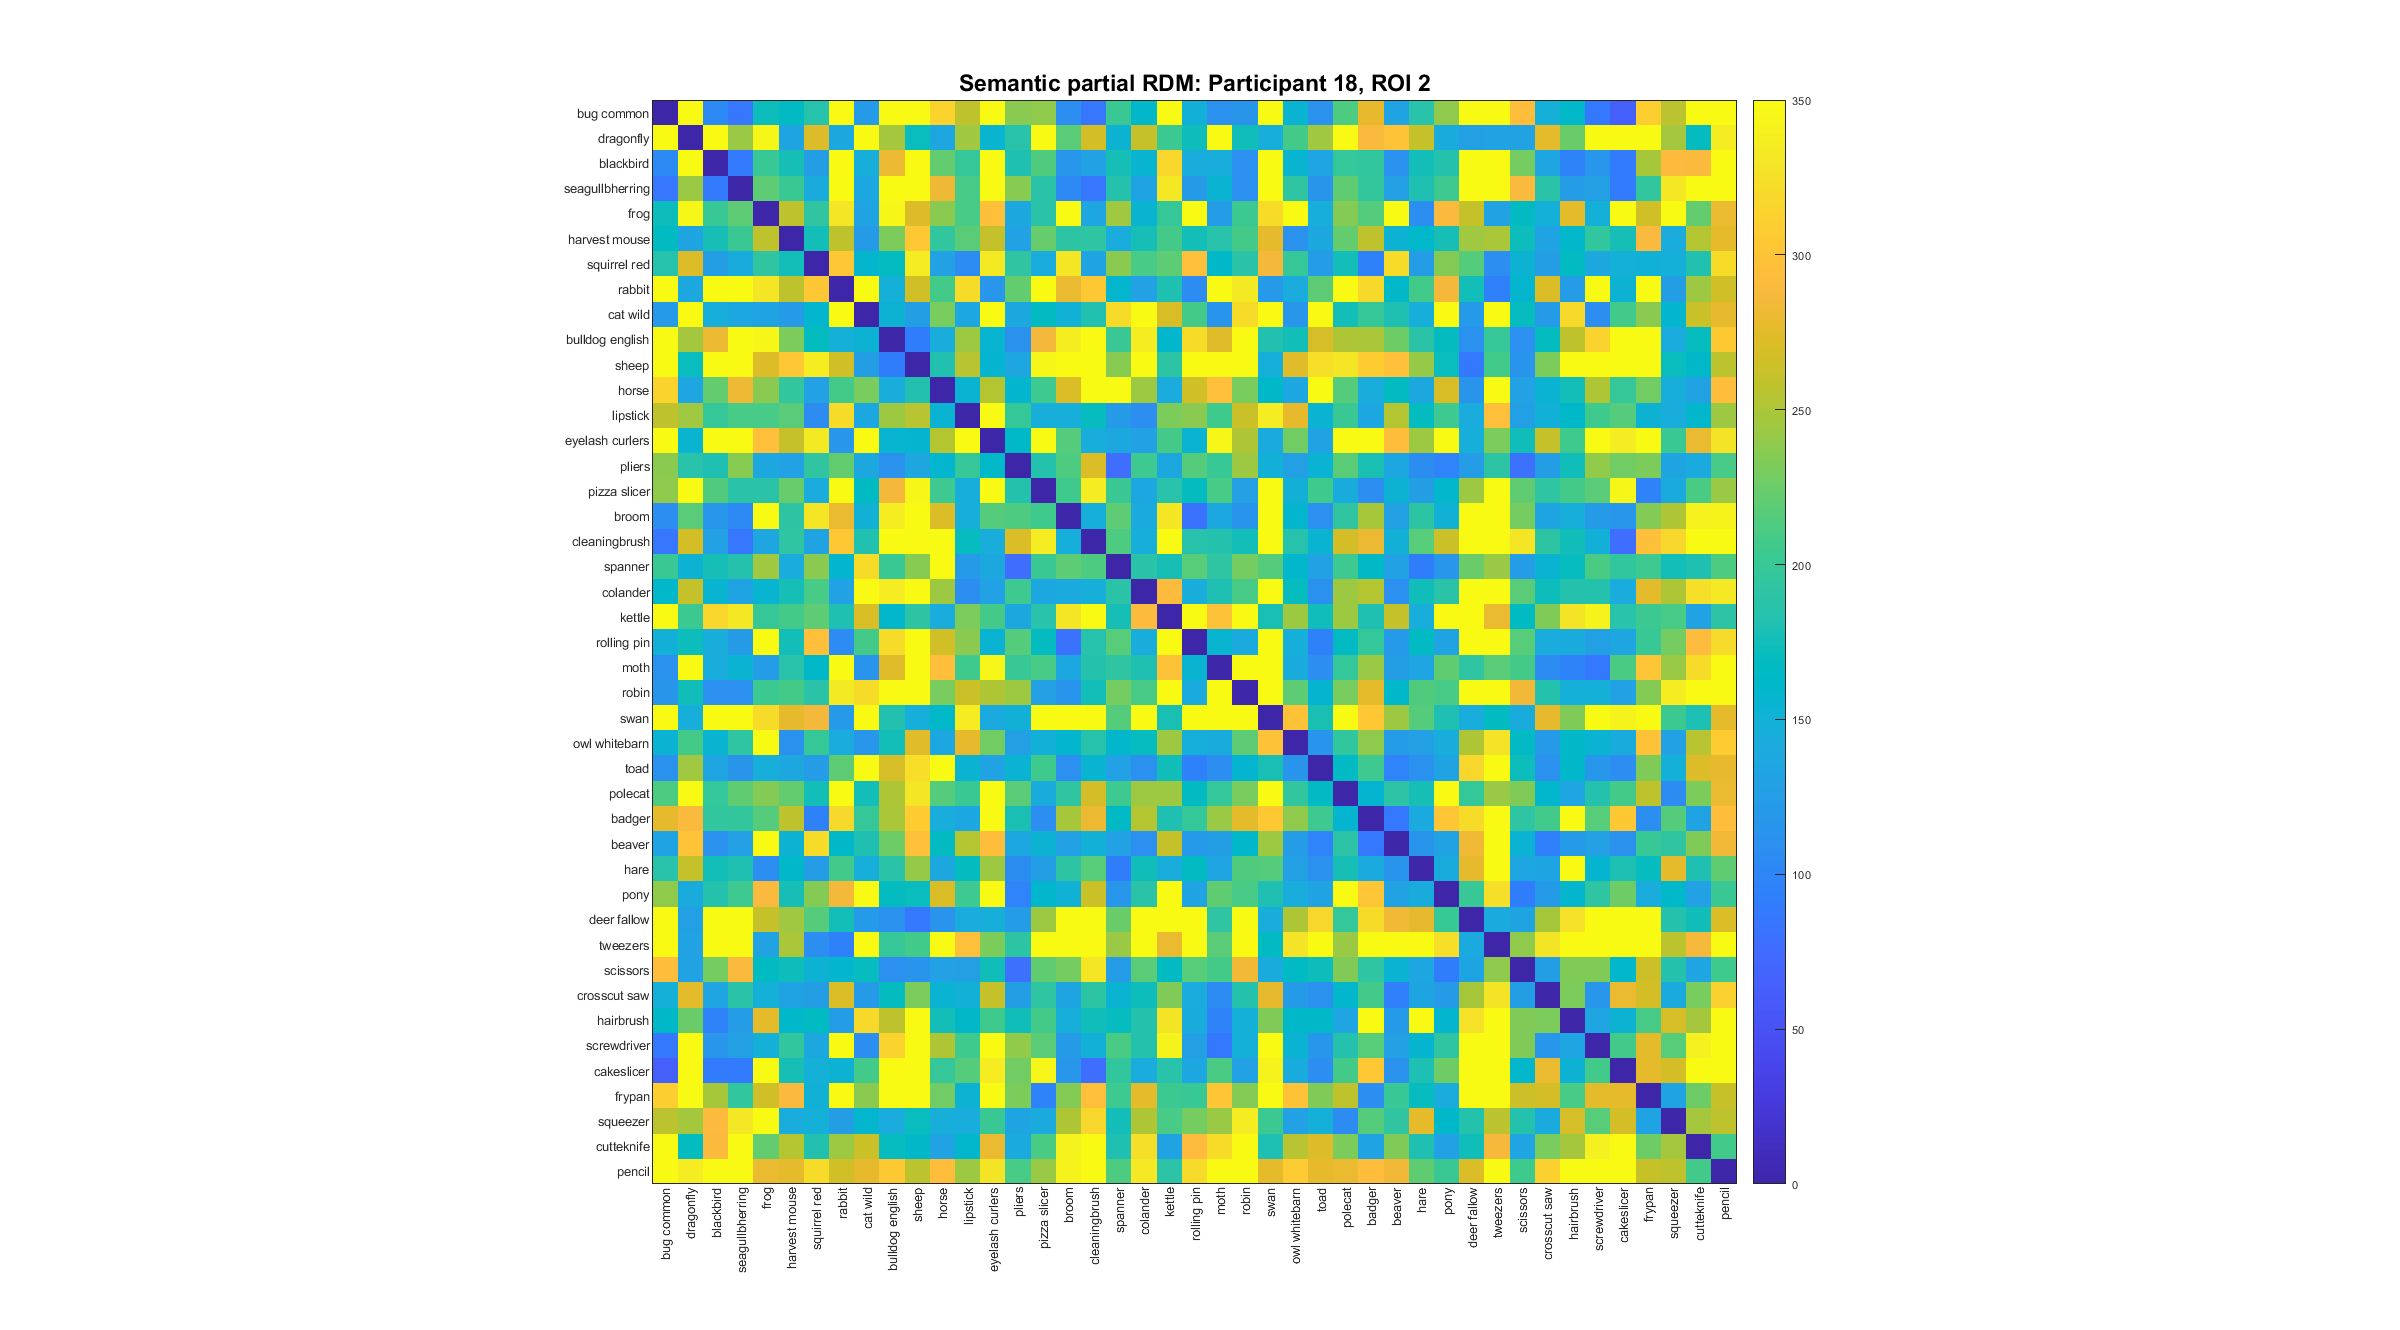 Semantic partial RDM: Participant 18, ROI 2
bug common
dragonfly
blackbird
seagullbherring
frog
harvest mouse
squirrel red
rabbit
cat wild
bulldog english
sheep
horse
lipstick
eyelash curlers
pliers
pizza slicer
broom
cleaningbrush
spanner
colander
kettle
rolling pin
moth
robin
swan
owl whitebarn
toad
polecat
badger
beaver
hare
pony
deer fallow
tweezers
scissors
crosscut saw
hairbrush
screwdriver
cakeslicer
frypan
squeezer
cutteknife
pencil
bug common
dragonfly
blackbird
seagullbherring
frog
harvest mouse
squirrel red
rabbit
cat wild
bulldog english
sheep
horse
lipstick
eyelash curlers
pliers
pizza slicer
broom
cleaningbrush
spanner
colander
kettle
rolling pin
moth
robin
swan
owl whitebarn
toad
polecat
badger
beaver
hare
pony
deer fallow
tweezers
scissors
crosscut saw
hairbrush
screwdriver
cakeslicer
frypan
squeezer
cutteknife
pencil
350
300
250
200
150
100
50
0